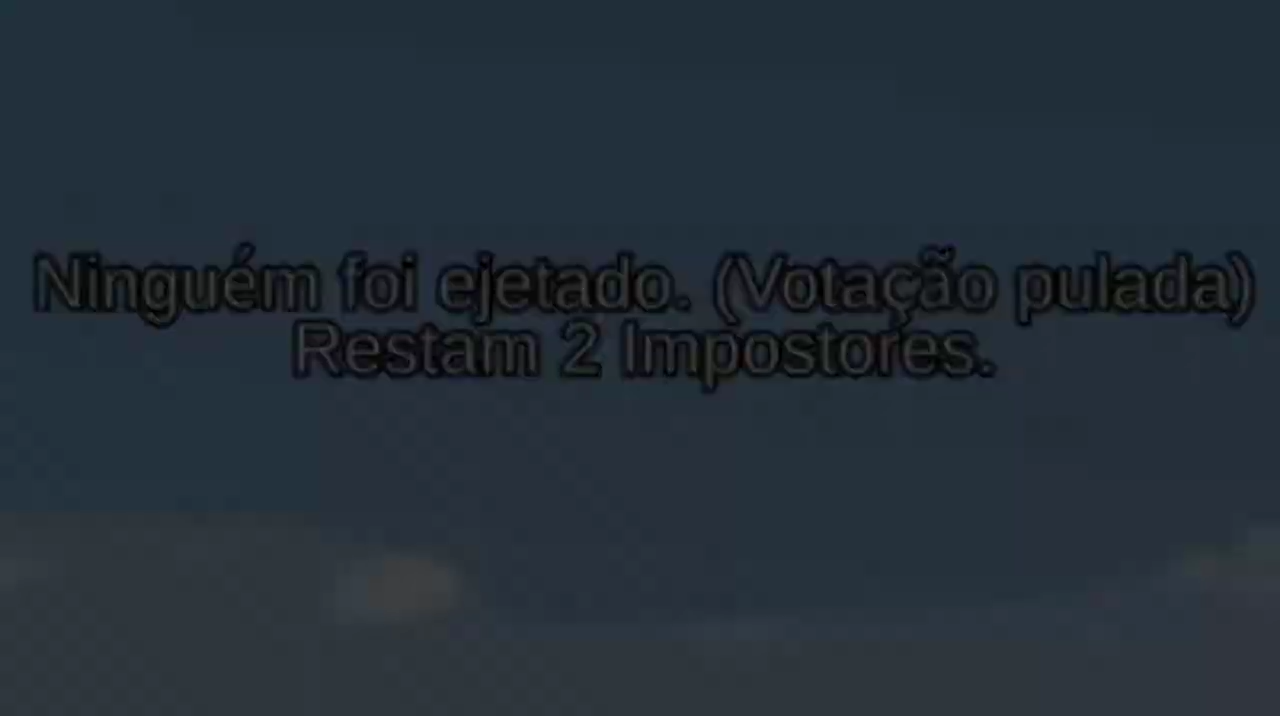 Ninguém foi ejetado. (Votação pulada)
Restam 2 Impostores.